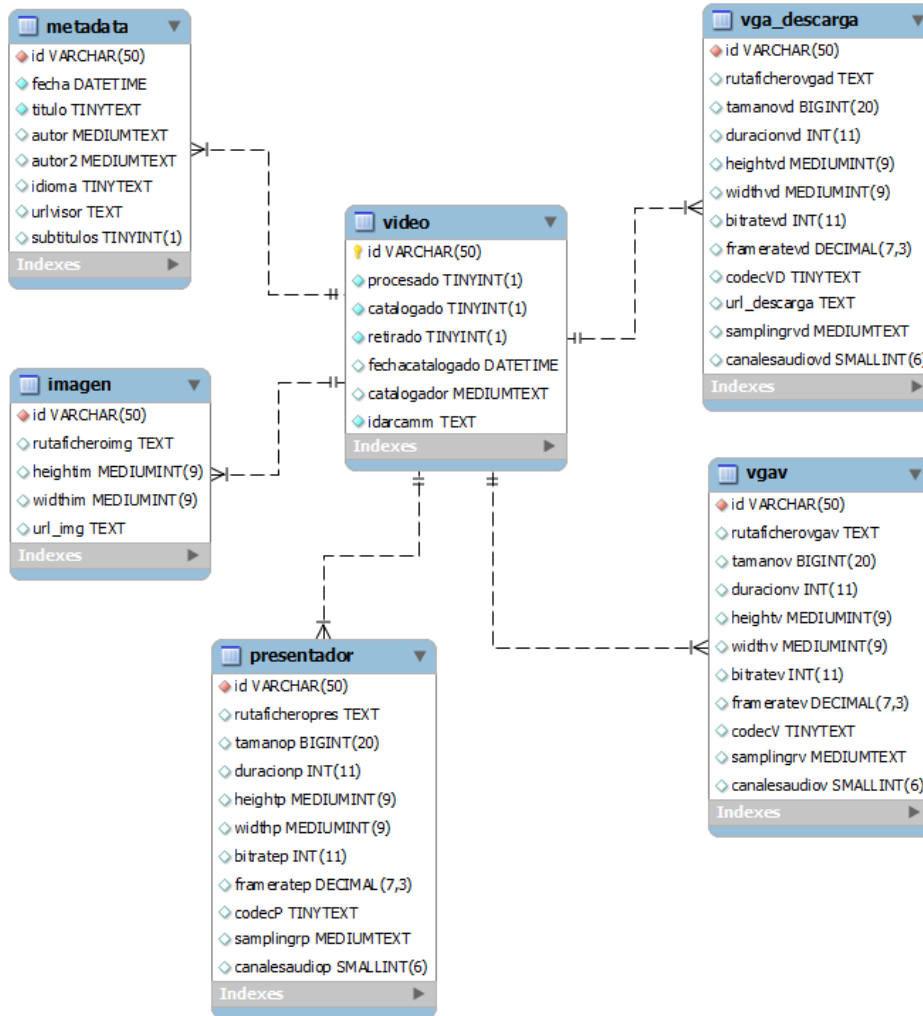 metadata
id VARCHAR(50)
fecha DATETIME
titulo TINYTEXT
autor MEDIUMTEXT
autor2 MEDIUMTEXT
idioma TINYTEXT
urlvisor TEXT
subtitulos TINYINT(1)
Indexes
imagen
id VARCHAR(50)
rutaficheroimg TEXT
heightim MEDIUMINT(9)
widthim MEDIUMINT(9)
url_img TEXT
Indexes
video
id VARCHAR(50)
procesado TINYINT(1)
catalogado TINYINT(1)
retirado TINYINT(1)
fechacatalogado DATETIME
catalogador MEDIUMTEXT
idarcamm TEXT
Indexes
presentador
id VARCHAR(50)
rutaficheropres TEXT
tamanop BIGINT(20)
duracionp INT(11)
heightp MEDIUMINT(9)
widthp MEDIUMINT(9)
bitratep INT(11)
frameratep DECIMAL(7,3)
codecP TINYTEXT
samplingrp MEDIUMTEXT
canalesaudiop SMALLINT(6)
Indexes
vga_descarga
id VARCHAR(50)
rutaficherovgad TEXT
tamanovd BIGINT(20)
duracionvd INT(11)
heightvd MEDIUMINT(9)
widthvd MEDIUMINT(9)
bitratevd INT(11)
frameratevd DECIMAL(7,3)
codecVD TINYTEXT
url_descarga TEXT
samplingrvd MEDIUMTEXT
canalesaudiovd SMALLINT(6)
Indexes
vgav
id VARCHAR(50)
rutaficherovgav TEXT
tamanov BIGINT(20)
duracionv INT(11)
heightv MEDIUMINT(9)
widthv MEDIUMINT(9)
bitratev INT(11)
frameratev DECIMAL(7,3)
codecV TINYTEXT
samplingrv MEDIUMTEXT
canalesaudiov SMALLINT(6)
Indexes